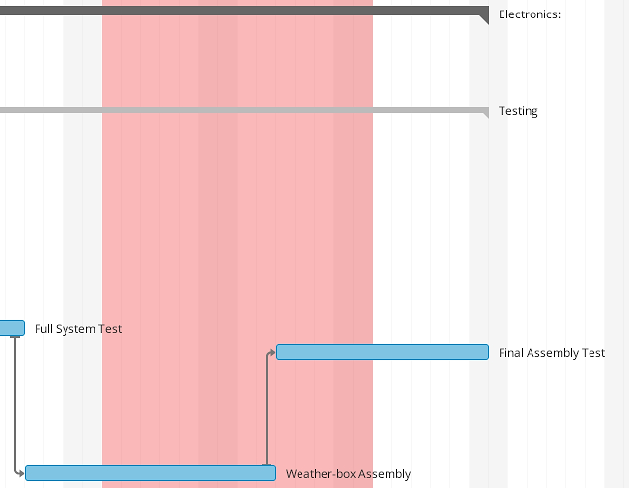 Electronics:
Testing
Full System Test
Final Assembly Test
Weather-box Assembly